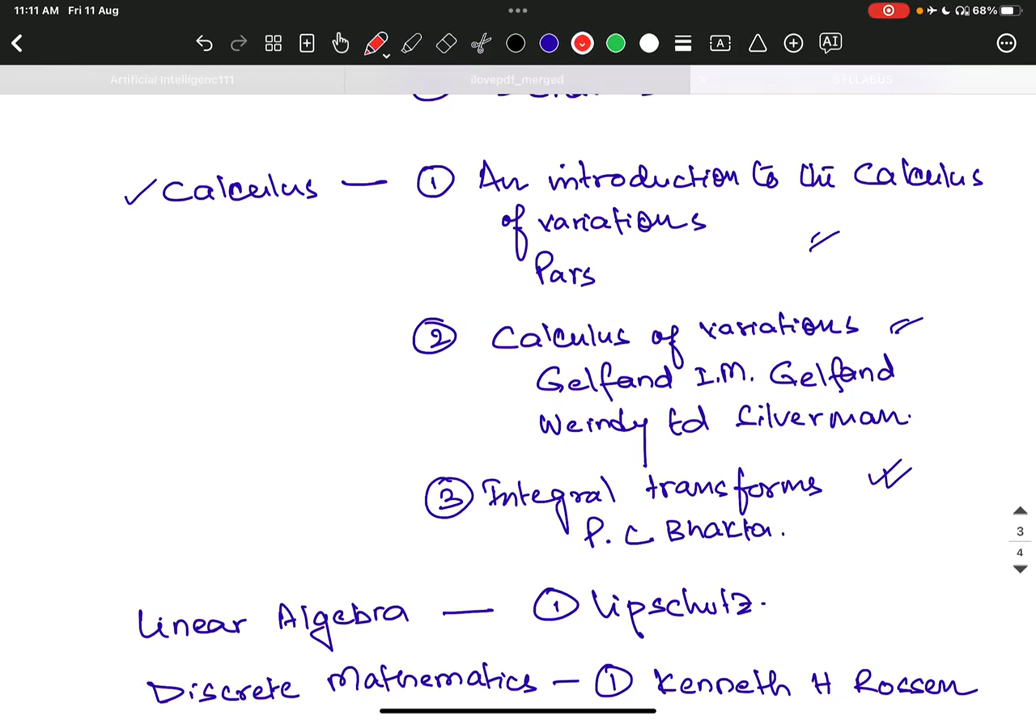 11:11 AM Fri 11 Aug
68%
A
AI
Artificial Intelligenc111
ilovepdf_merged
SYLLABUS
Calculus — ① An introduction to the Calculus
of variations
Pars
② Calculus of variations
Gelfand I.M. Gelfand
Weindy Ed Silverman.
③ Integral transforms
P. C Bhakta.
3
4
Linear Algebra — ① Lipschutz.
Discrete Mathematics — ① Kenneth H Rossen